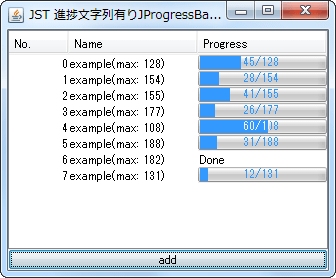 JST 進捗文字列有りJProgressBa...
No. Name Progress
0 example(max: 128) 45/128
1 example(max: 154) 28/154
2 example(max: 155) 41/155
3 example(max: 177) 26/177
4 example(max: 108) 60/108
5 example(max: 188) 31/188
6 example(max: 182) Done
7 example(max: 131) 12/131
add